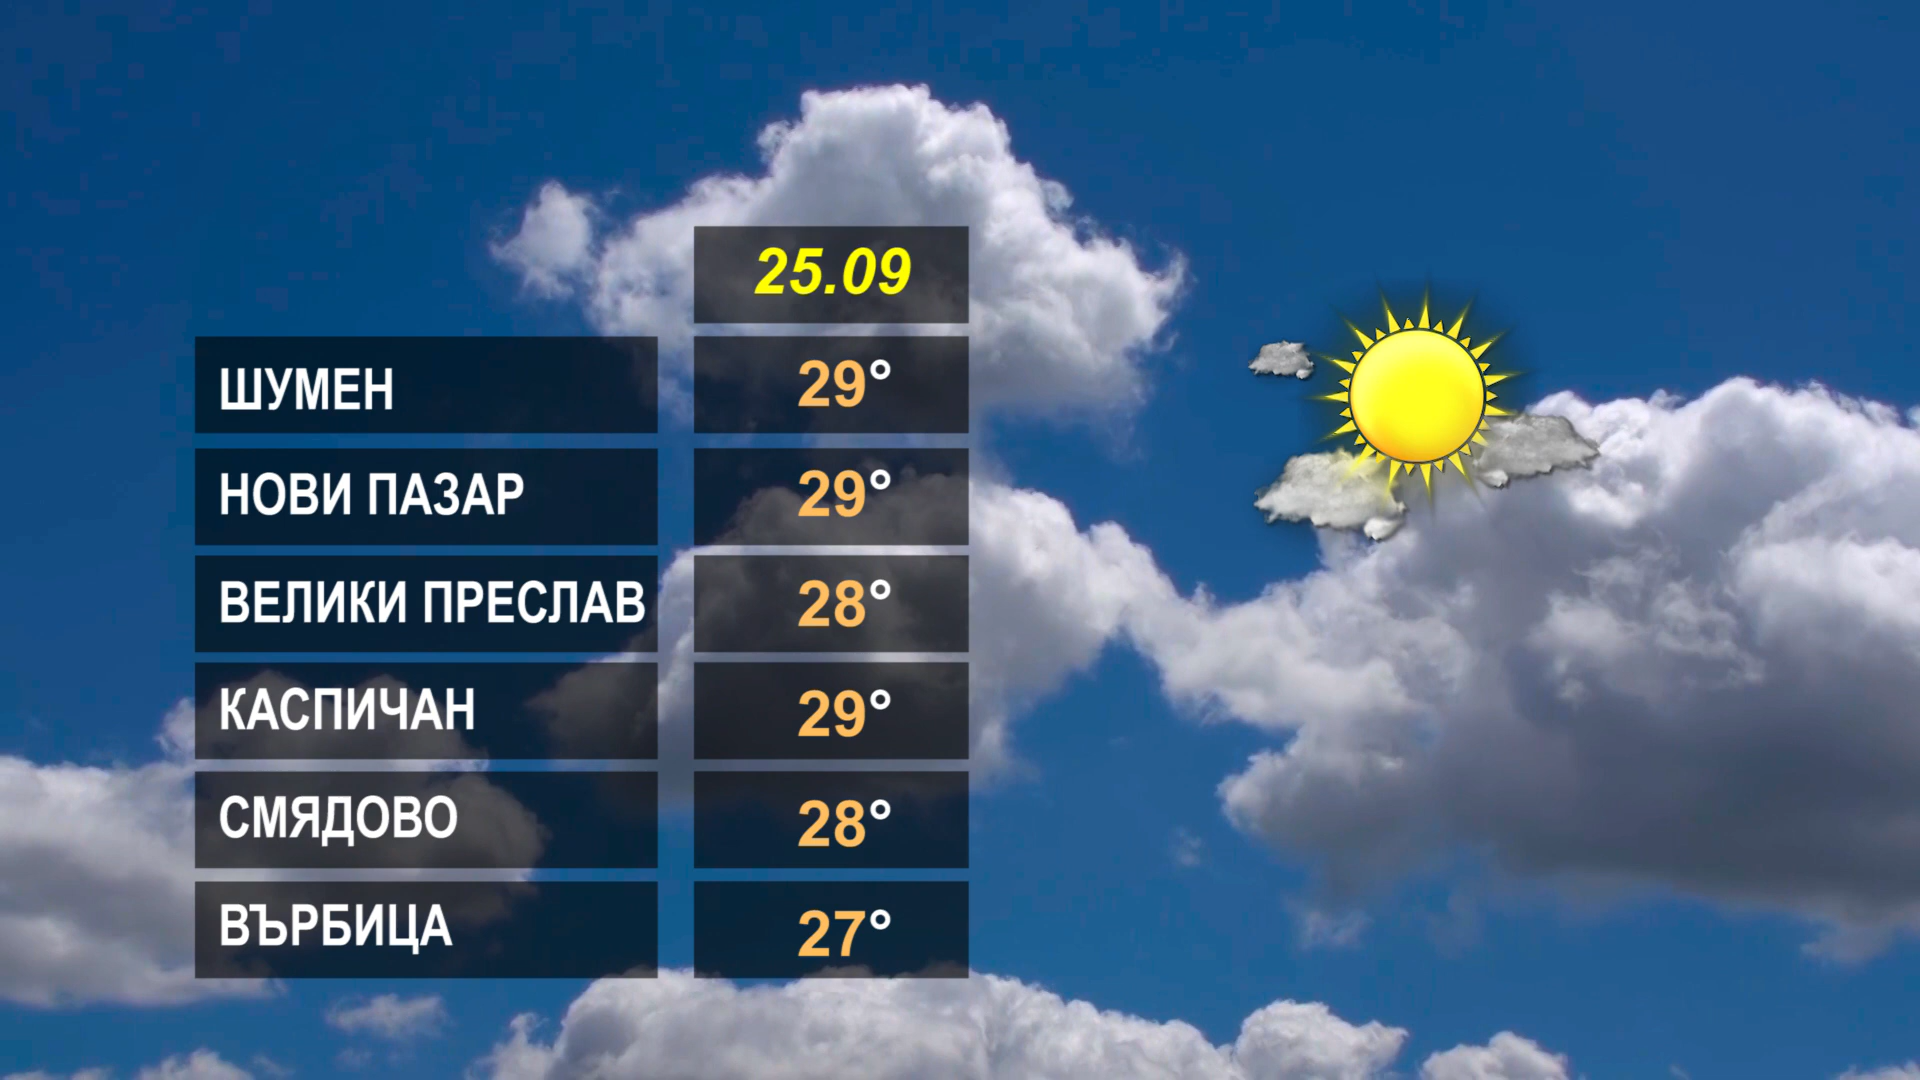 25.09
ШУМЕН 29°
НОВИ ПАЗАР 29°
ВЕЛИКИ ПРЕСЛАВ 28°
КАСПИЧАН 29°
СМЯДОВО 28°
ВЪРБИЦА 27°